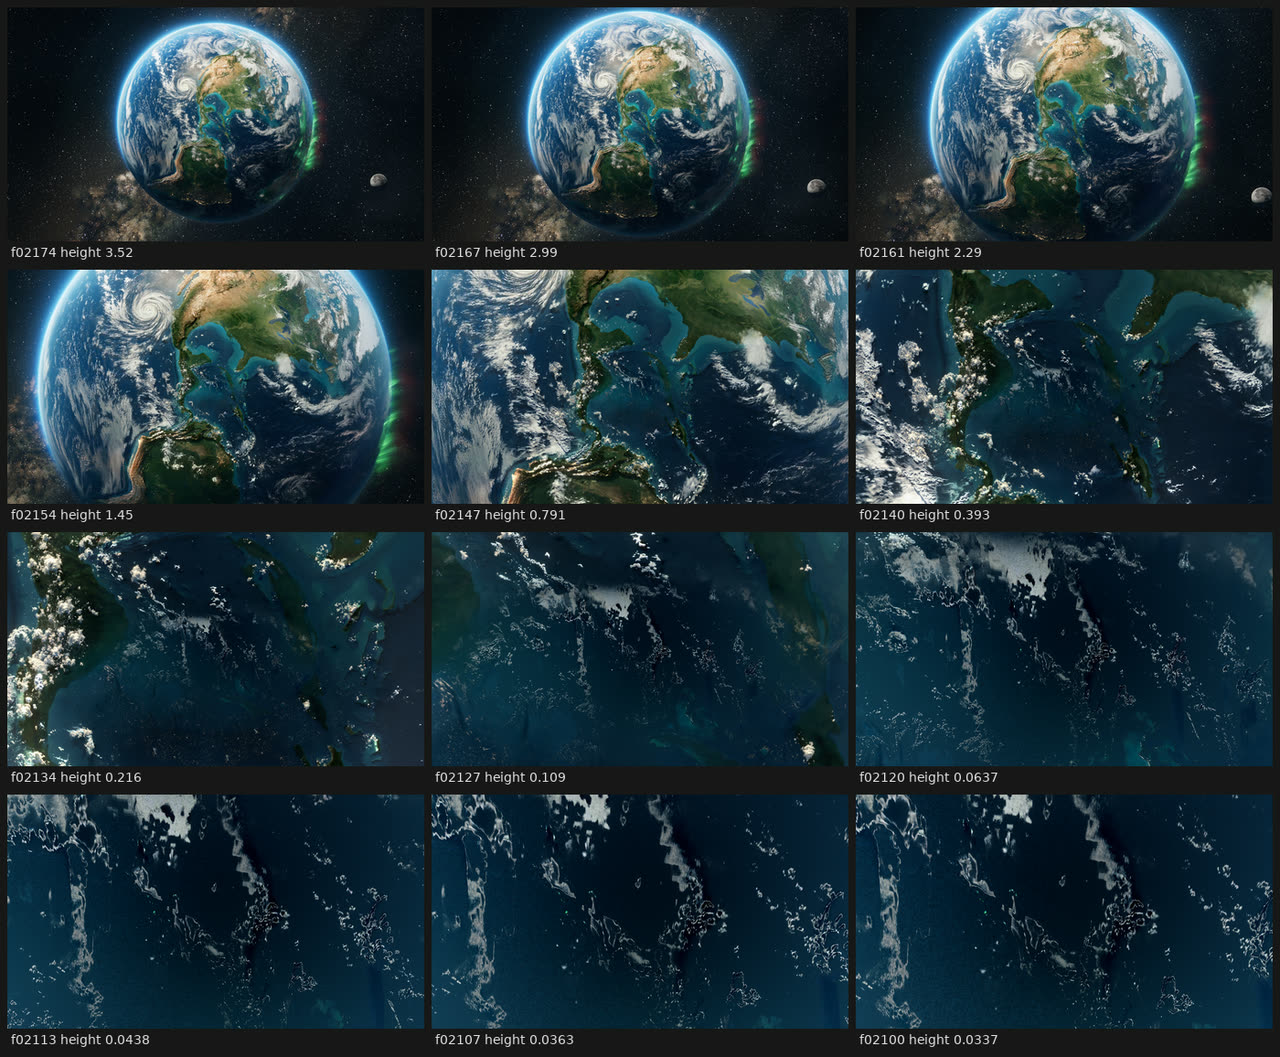 f02174 height 3.52
f02167 height 2.99
f02161 height 2.29
f02154 height 1.45
f02147 height 0.791
f02140 height 0.393
f02134 height 0.216
f02127 height 0.109
f02120 height 0.0637
f02113 height 0.0438
f02107 height 0.0363
f02100 height 0.0337